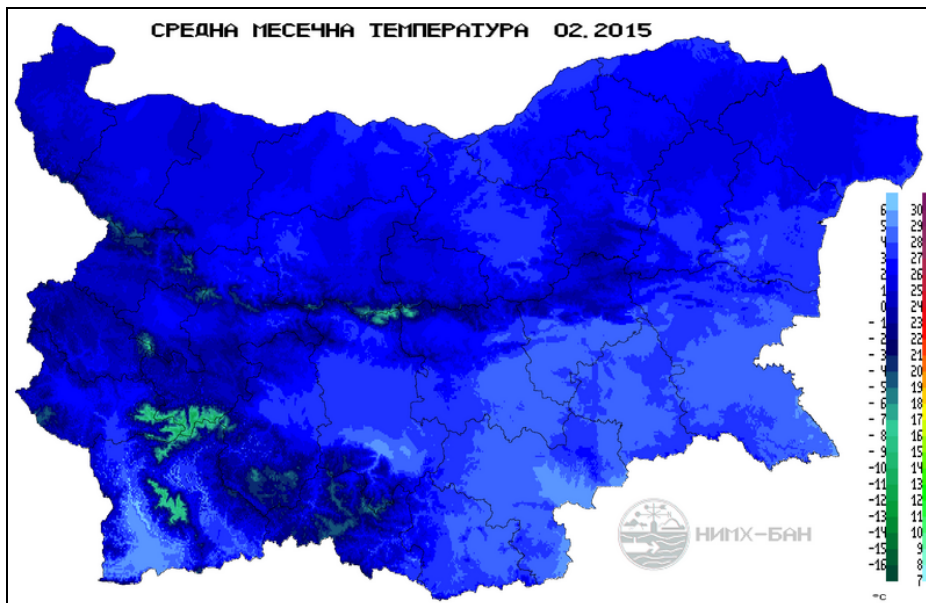 СРЕДНА МЕСЕЧНА ТЕМПЕРАТУРА 02.2015
6 30
5 29
4 28
3 27
2 26
1 25
0 24
- 1 23
- 2 22
- 3 21
- 4 20
- 5 19
- 6 18
- 7 17
- 8 16
- 9 15
-10 14
-11 13
-12 12
-13 11
-14 10
-15 9
-16 8
7
°C
НИМХ-БАН